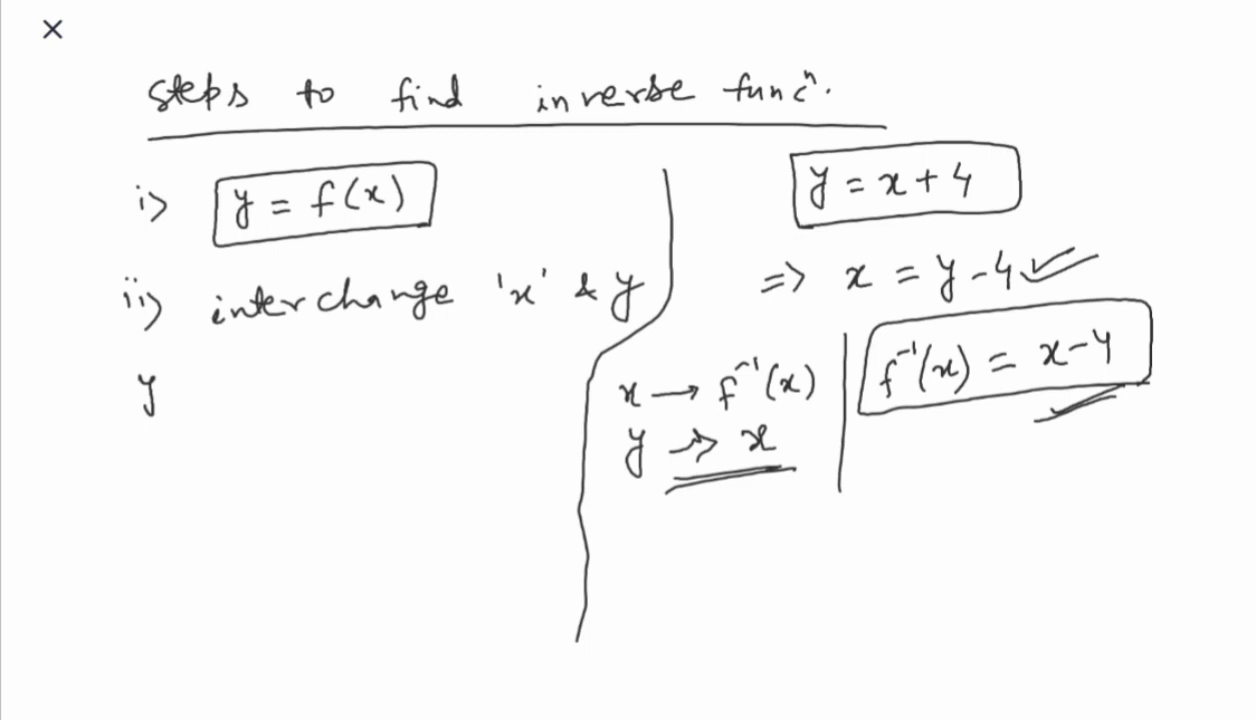 ×
steps to find inverse funcⁿ.
i> y = f(x)
ii> interchange 'x' & y
y
y = x + 4
=> x = y - 4
x → f⁻¹(x)
y → x
f⁻¹(x) = x - 4